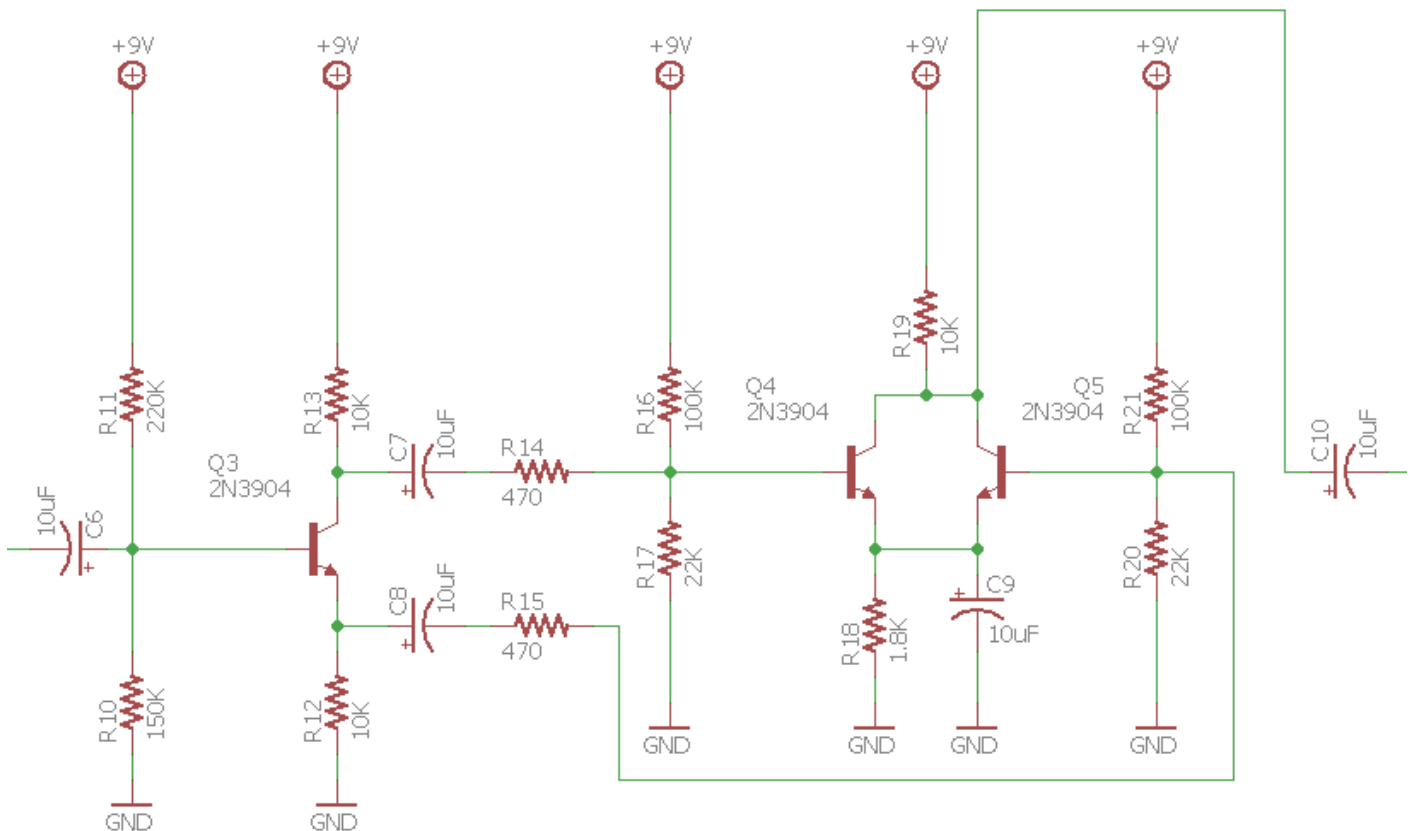 +9V
+9V
+9V
+9V
+9V
R19
10K
R11
220K
R13
10K
R16
100K
Q4
2N3904
Q5
2N3904
R21
100K
C7
10uF
R14
470
C10
10uF
Q3
2N3904
10uF
C6
R17
22K
R20
22K
C8
10uF
R15
470
R18
1.8K
C9
10uF
R10
150K
R12
10K
GND
GND
GND
GND
GND
GND
+
+
+
+
+